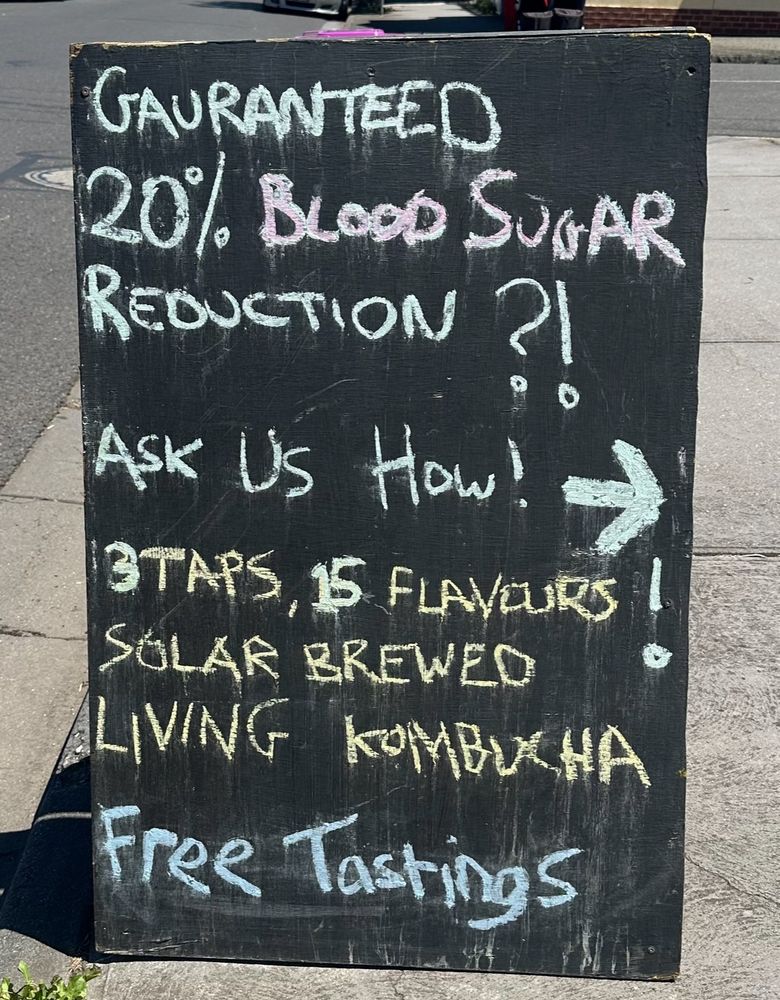 GAURANTEED
20% BLOOD SUGAR
REDUCTION ?!
ASK US HOW! →
3 TAPS, 15 FLAVOURS !
SOLAR BREWED
LIVING KOMBUCHA
Free Tastings